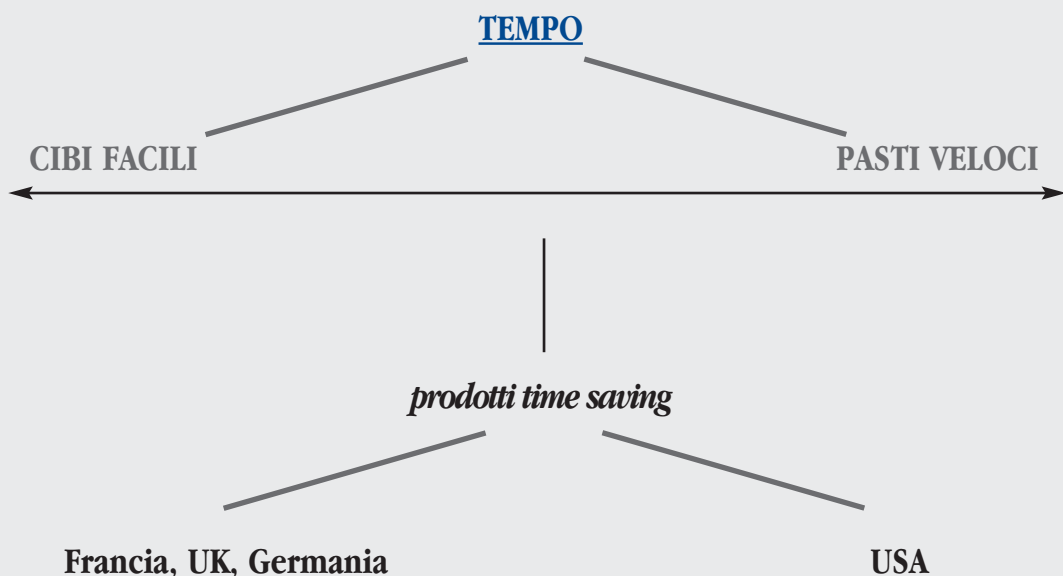 TEMPO
CIBI FACILI
PASTI VELOCI
prodotti time saving
Francia, UK, Germania
USA